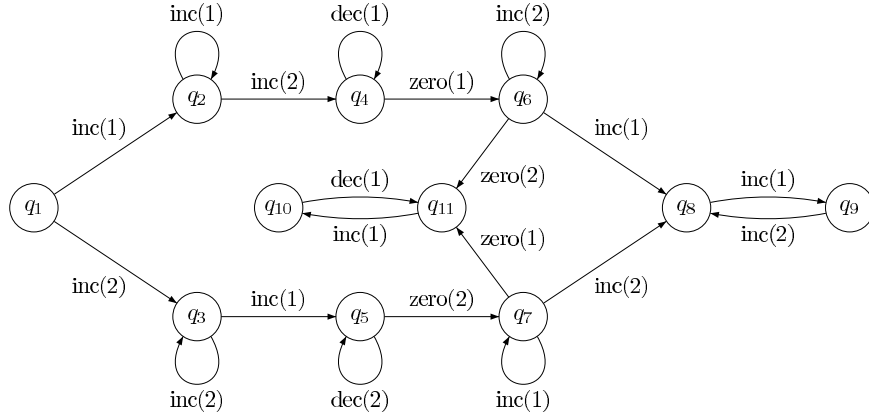 inc(1) dec(1) inc(2)
q2 inc(2) q4 zero(1) q6
inc(1) inc(1)
dec(1) zero(2) inc(1)
q1 q10 q11 q8 q9
inc(1) zero(1) inc(2)
inc(2) inc(2)
q3 inc(1) q5 zero(2) q7
inc(2) dec(2) inc(1)